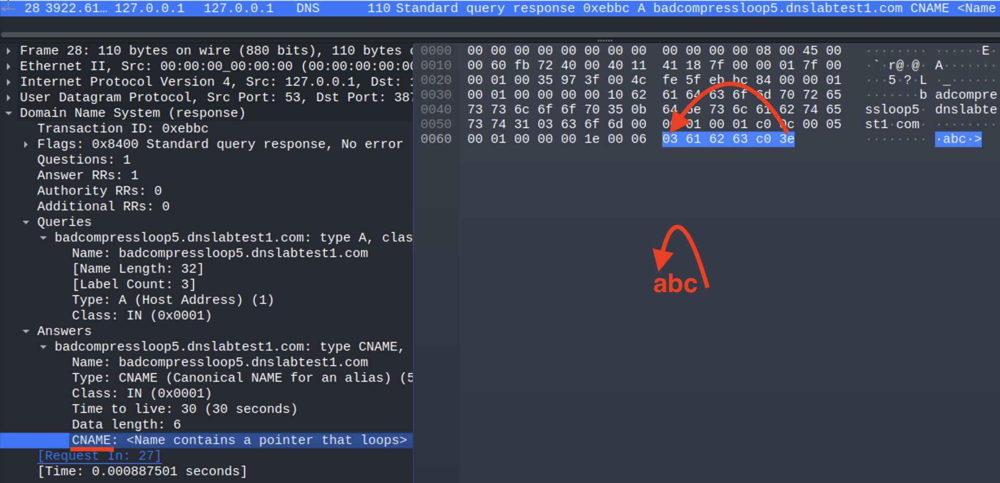 28 3922.61… 127.0.0.1 127.0.0.1 DNS 110 Standard query response 0xebbc A badcompressloop5.dnslabtest1.com CNAME <Name
Frame 28: 110 bytes on wire (880 bits), 110 bytes
Ethernet II, Src: 00:00:00_00:00:00 (00:00:00:00:00
Internet Protocol Version 4, Src: 127.0.0.1, Dst: 1
User Datagram Protocol, Src Port: 53, Dst Port: 387
Domain Name System (response)
Transaction ID: 0xebbc
Flags: 0x8400 Standard query response, No error
Questions: 1
Answer RRs: 1
Authority RRs: 0
Additional RRs: 0
Queries
badcompressloop5.dnslabtest1.com: type A, clas
Name: badcompressloop5.dnslabtest1.com
[Name Length: 32]
[Label Count: 3]
Type: A (Host Address) (1)
Class: IN (0x0001)
Answers
badcompressloop5.dnslabtest1.com: type CNAME,
Name: badcompressloop5.dnslabtest1.com
Type: CNAME (Canonical NAME for an alias) (5
Class: IN (0x0001)
Time to live: 30 (30 seconds)
Data length: 6
CNAME: <Name contains a pointer that loops>
[Request In: 27]
[Time: 0.000887501 seconds]
0000 00 00 00 00 00 00 00 00 00 00 00 00 08 00 45 00 ········ ······E·
0010 00 60 fb 72 40 00 40 11 41 18 7f 00 00 01 7f 00 ·`·r@·@· A·······
0020 00 01 00 35 97 3f 00 4c fe 5f eb bc 84 00 00 01 ···5·?·L ·_······
0030 00 01 00 00 00 00 10 62 61 64 63 6f 6d 70 72 65 ·······b adcompre
0040 73 73 6c 6f 6f 70 35 0b 64 6e 73 6c 61 62 74 65 ssloop5· dnslabte
0050 73 74 31 03 63 6f 6d 00 00 01 00 01 c0 0c 00 05 st1·com· ········
0060 00 01 00 00 00 1e 00 06 03 61 62 63 c0 3e ········ ·abc·>
abc